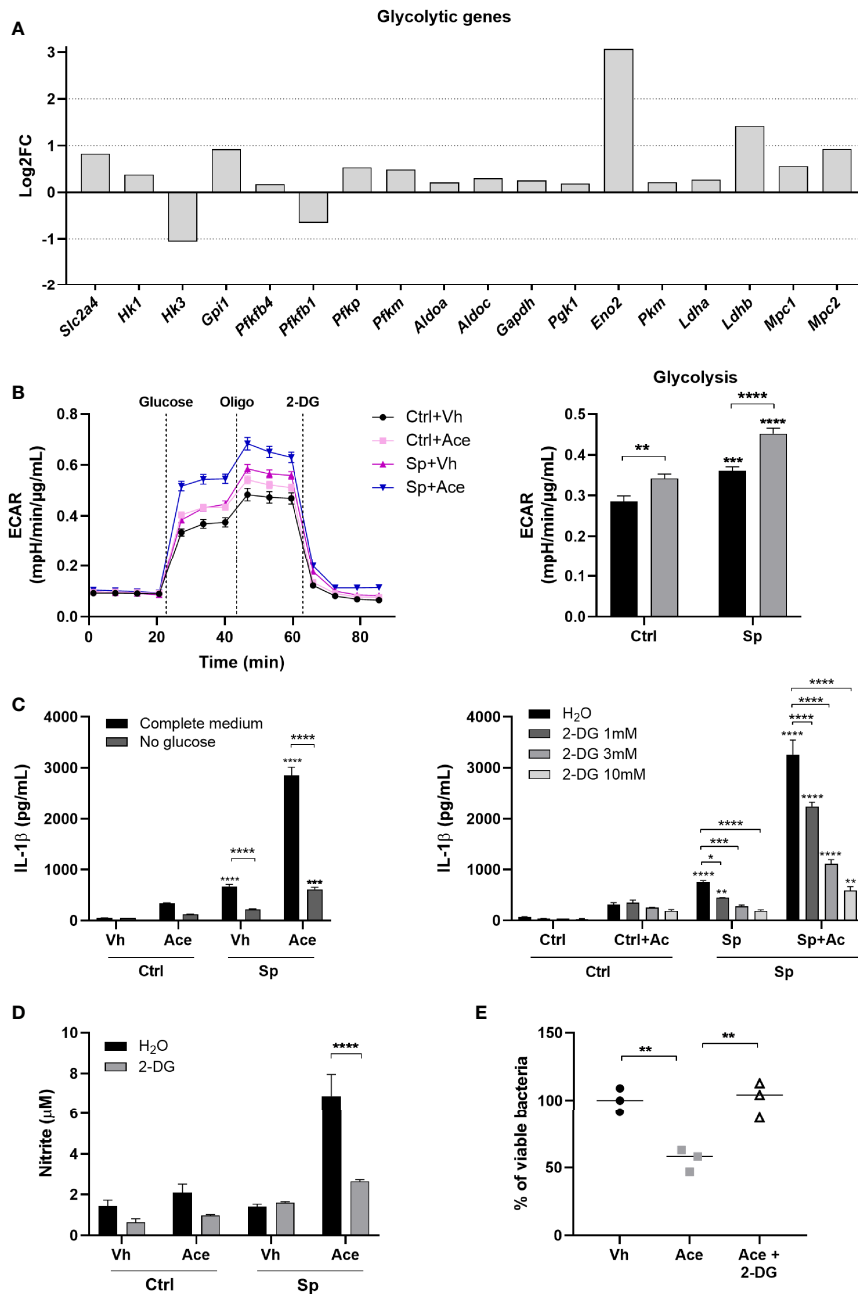 A
Glycolytic genes
Log2FC
3
2
1
0
-1
-2
Slc2a4 Hk1 Hk3 Gpi1 Pfkfb4 Pfkfb1 Pfkp Pfkm Aldoa Aldoc Gapdh Pgk1 Eno2 Pkm Ldha Ldhb Mpc1 Mpc2
B
Glucose Oligo 2-DG
ECAR
(mpH/min/μg/mL)
0.8
0.6
0.4
0.2
0.0
0 20 40 60 80
Time (min)
Ctrl+Vh
Ctrl+Ace
Sp+Vh
Sp+Ace
Glycolysis
ECAR
(mpH/min/μg/mL)
0.5
0.4
0.3
0.1
0.0
** *** **** ****
Ctrl Sp
C
IL-1β (pg/mL)
4000
3000
2000
1000
0
Complete medium
No glucose
**** **** **** **** ***
Vh Ace Vh Ace
Ctrl Sp
IL-1β (pg/mL)
4000
3000
2000
1000
0
H2O
2-DG 1mM
2-DG 3mM
2-DG 10mM
****
***
*
**** **
****
****
****
**** **** **** **
Ctrl Ctrl+Ac Sp Sp+Ac
Ctrl Sp
D
Nitrite (μM)
10
8
6
4
2
0
H2O
2-DG
****
Vh Ace Vh Ace
Ctrl Sp
E
% of viable bacteria
150
100
50
0
** **
Vh Ace Ace +
2-DG